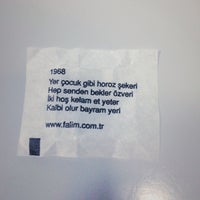 1968
Yer çocuk gibi horoz şekeri
Hep senden bekler özveri
İki hoş kelam et yeter
Kalbi olur bayram yeri
www.falim.com.tr